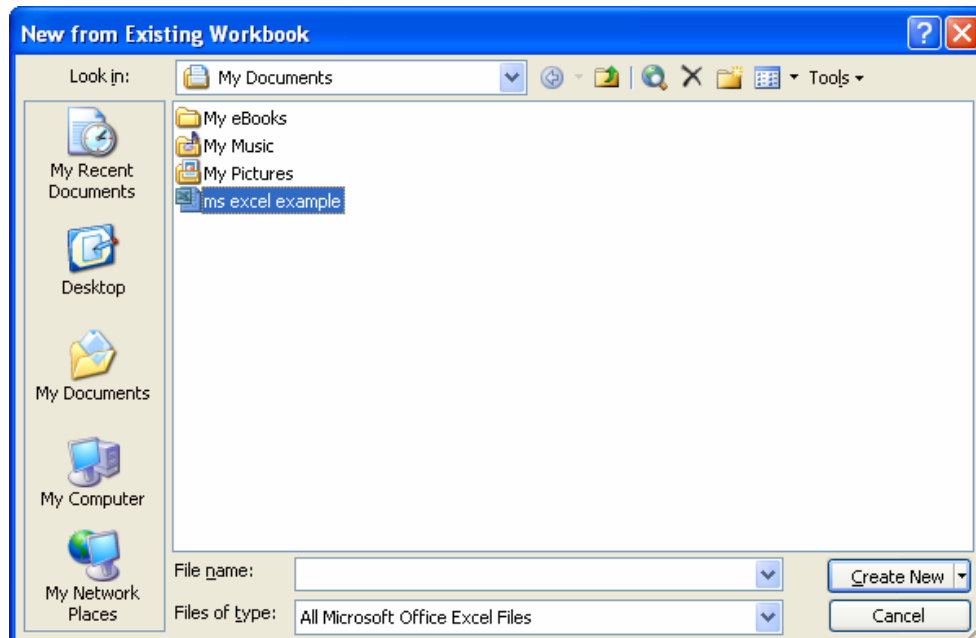 New from Existing Workbook
Look in:
My Documents
Tools
My Recent
Documents
Desktop
My Documents
My Computer
My Network
Places
My eBooks
My Music
My Pictures
ms excel example
File name:
Create New
Files of type:
All Microsoft Office Excel Files
Cancel